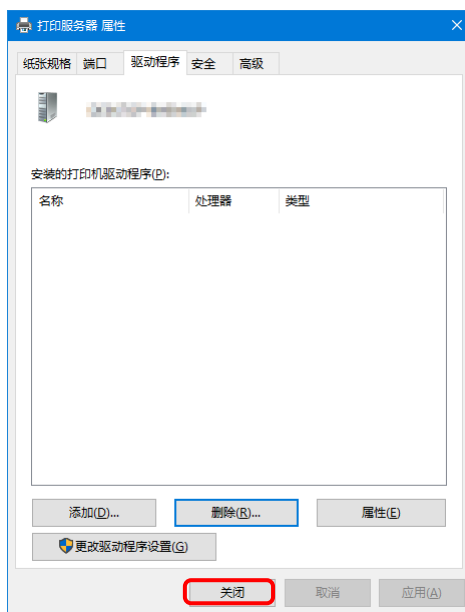 打印服务器 属性
纸张规格 端口 驱动程序 安全 高级
安装的打印机驱动程序(P):
名称 处理器 类型
添加(D)... 删除(R)... 属性(E)
更改驱动程序设置(G)
关闭 取消 应用(A)